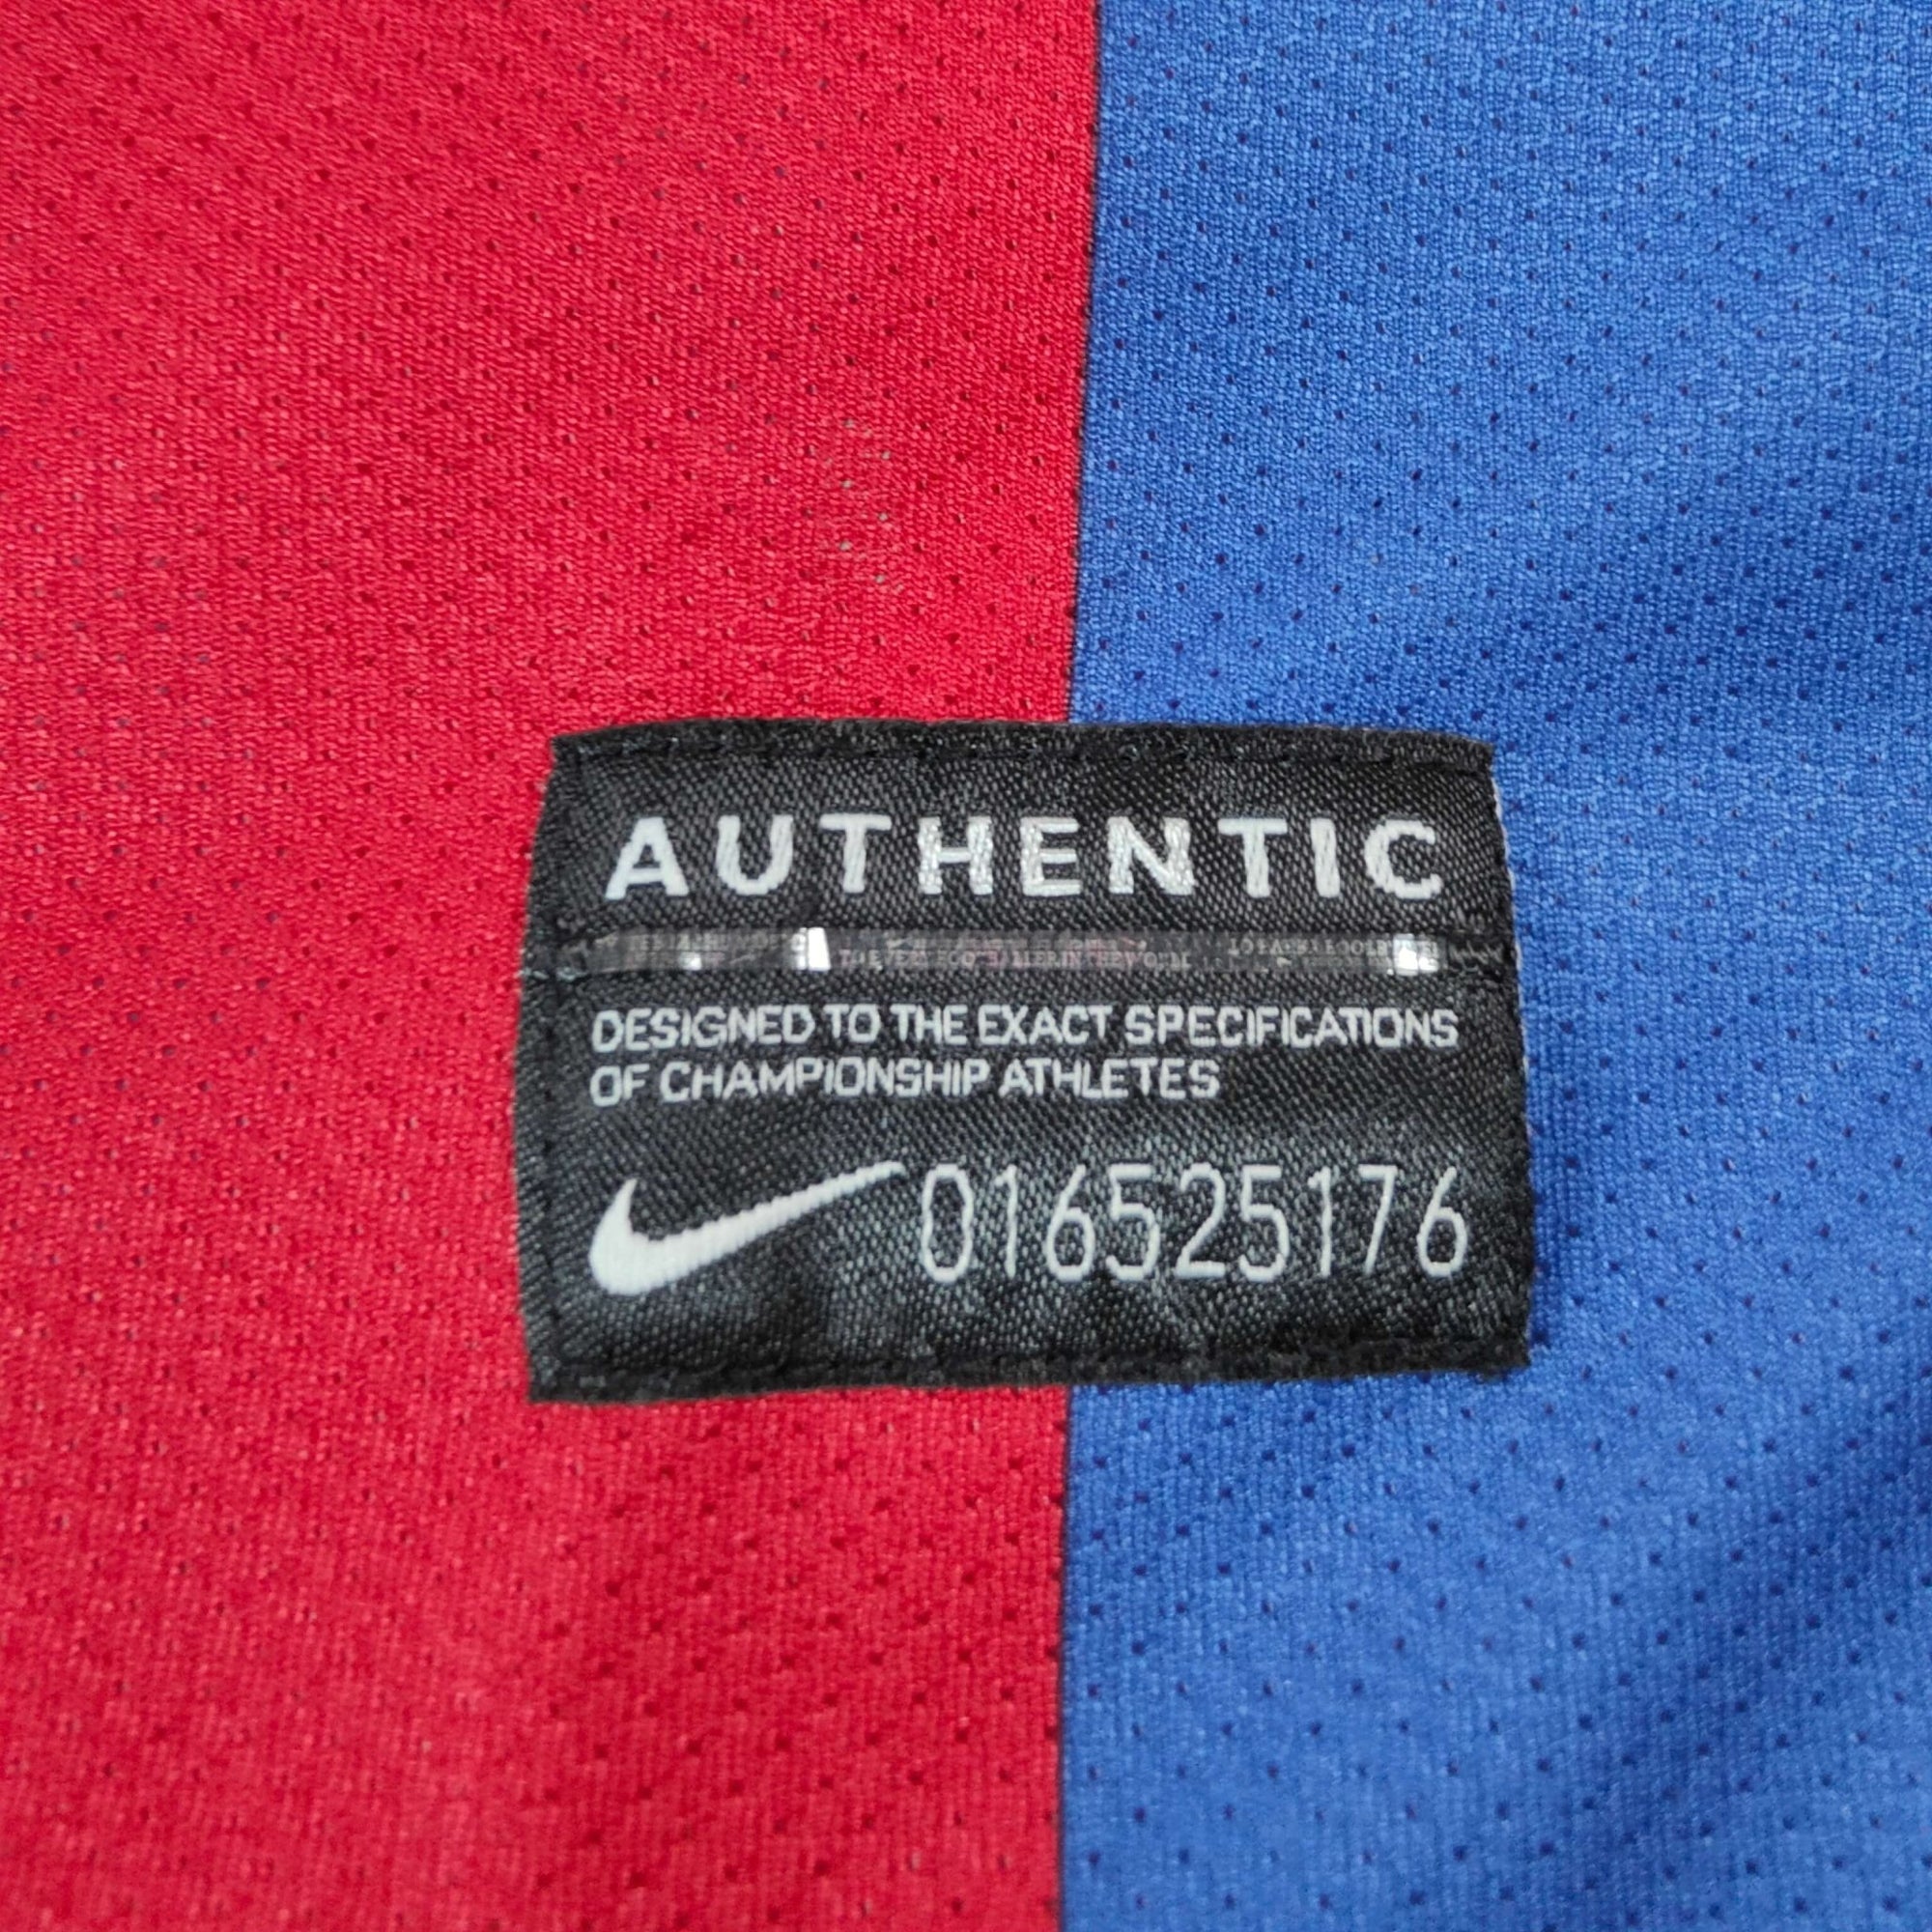 AUTHENTIC
DESIGNED TO THE EXACT SPECIFICATIONS
OF CHAMPIONSHIP ATHLETES
016525176